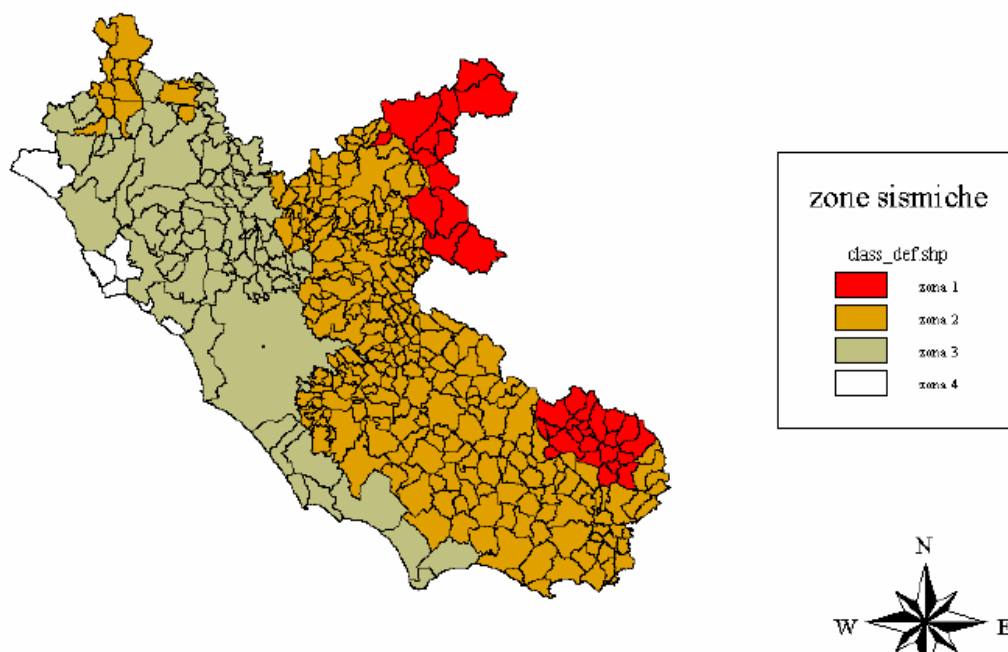 zone sismiche
class_def.shp
zona 1
zona 2
zona 3
zona 4
N
W
E